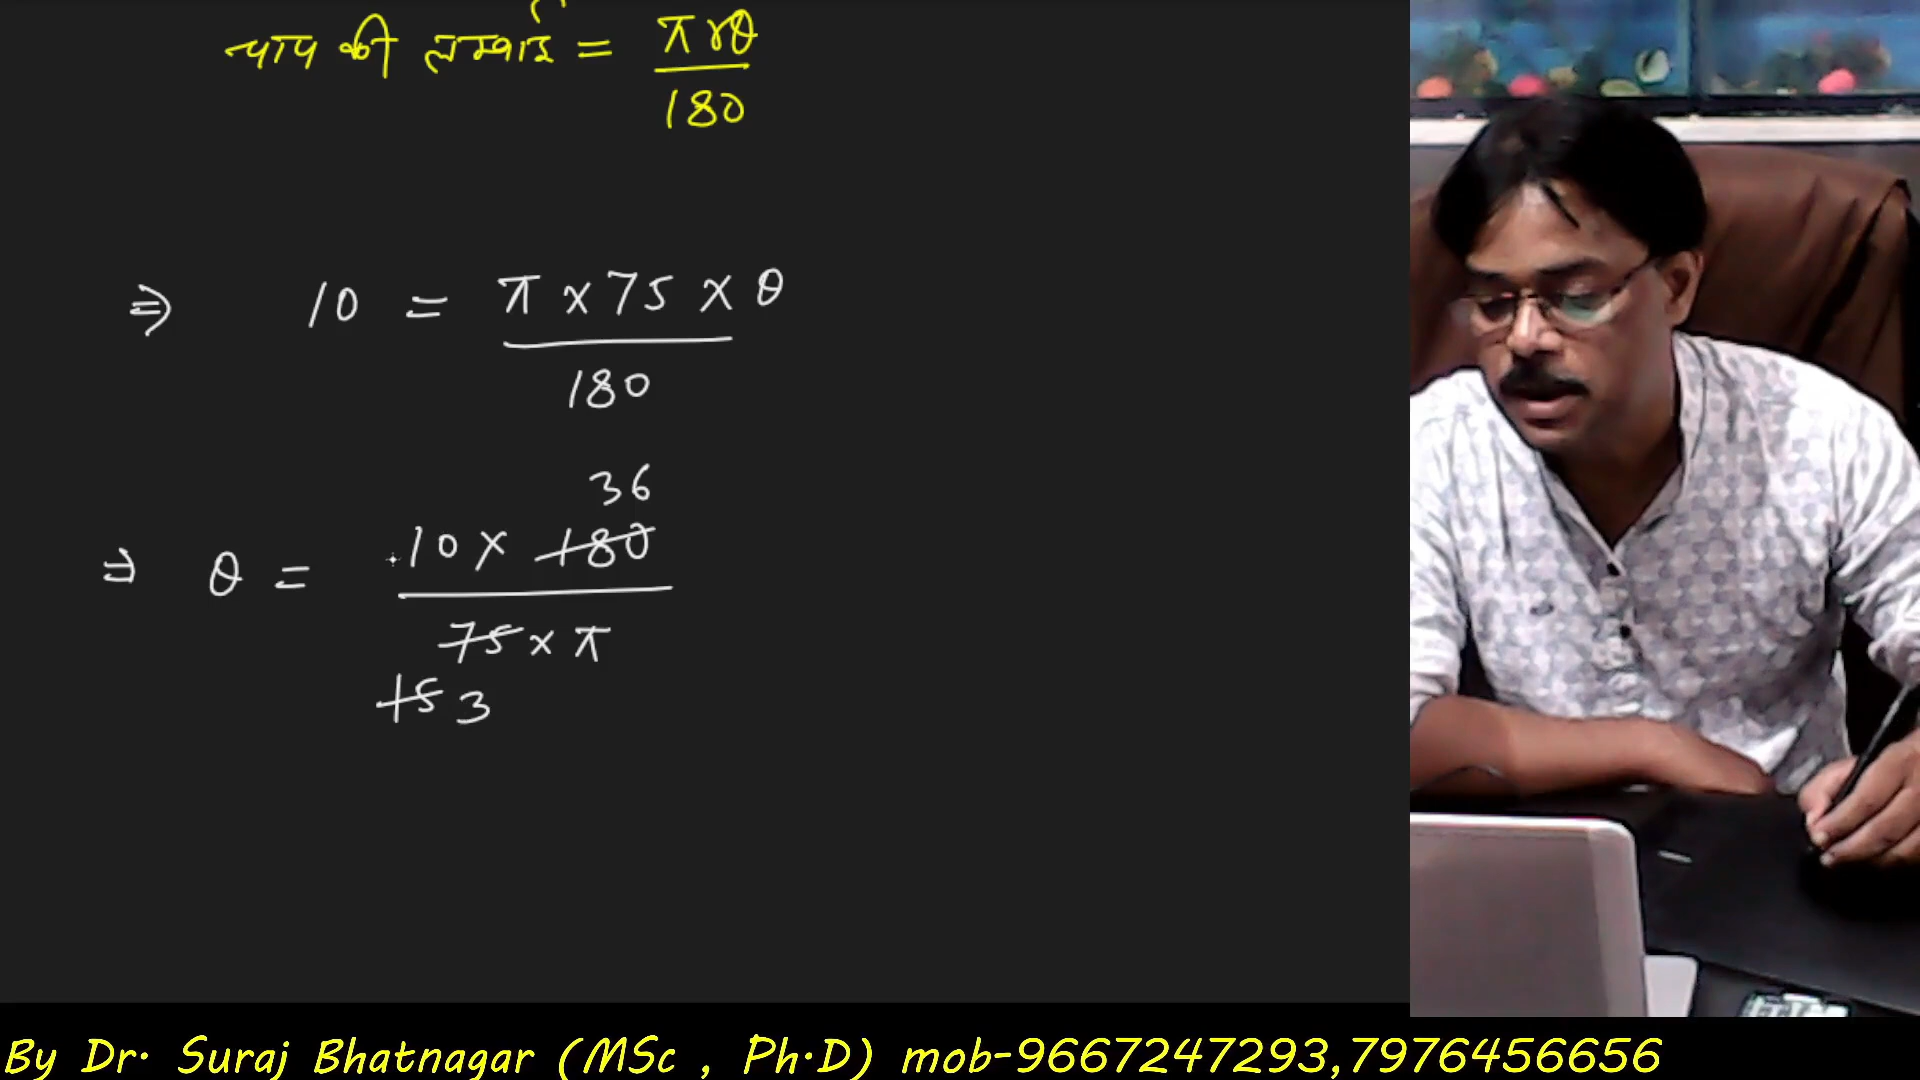 चाप की लम्बाई = πrθ/180
⇒ 10 = π × 75 × θ/180
36
⇒ θ = 10 × 180/75 × π
15 3
By Dr. Suraj Bhatnagar (MSc , Ph.D) mob-9667247293,7976456656